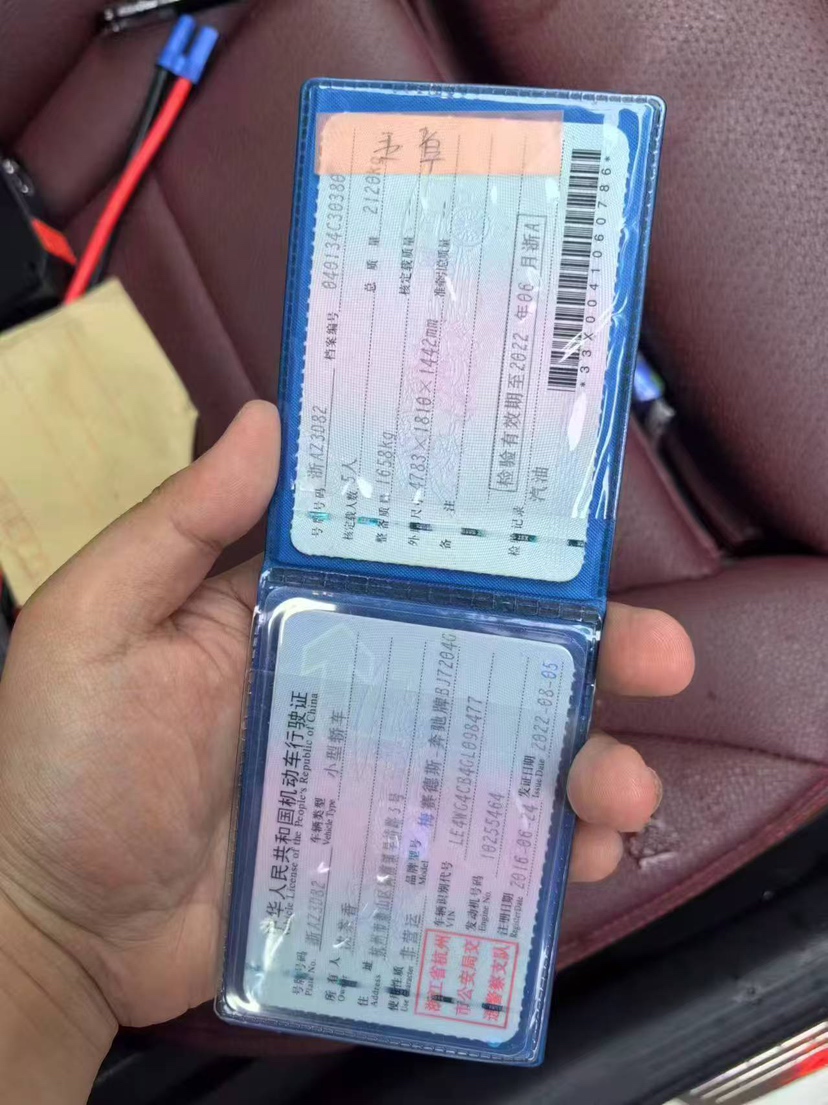 中华人民共和国机动车行驶证
Vehicle License of the People's Republic of China
号牌号码 浙AZ3D82 车辆类型 小型轿车
Plate No. Vehicle Type
所有人
住址
Address
使用性质 非营运 品牌型号 梅赛德斯 奔驰牌BJ7204G
Use Character Model
浙江省杭州
市公安局交
通警察支队
车辆识别代号 LE4WG4CB4GL098477
VIN
发动机号码 10255464
Engine No.
注册日期 2016-06-24 发证日期 2022-08-05
Register Date Issue Date
号牌号码 浙AZ3D82 档案编号 040134C30380
核定载人数 5人 总质量 2120kg
整备质量 1658kg 核定载质量
外廓尺寸 4783×1810×1442mm 准牵引总质量
备注
检验有效期至2022年06月浙A
检验记录
汽油
*33X0041060786*